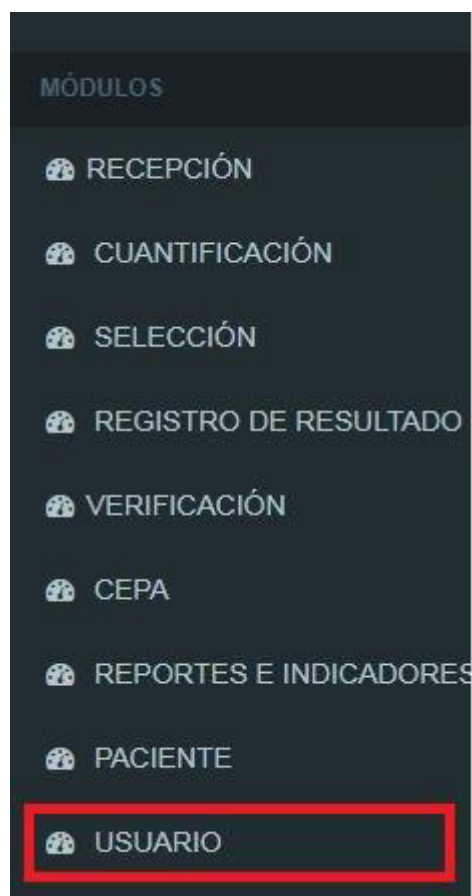 MÓDULOS
RECEPCIÓN
CUANTIFICACIÓN
SELECCIÓN
REGISTRO DE RESULTADO
VERIFICACIÓN
CEPA
REPORTES E INDICADORES
PACIENTE
USUARIO